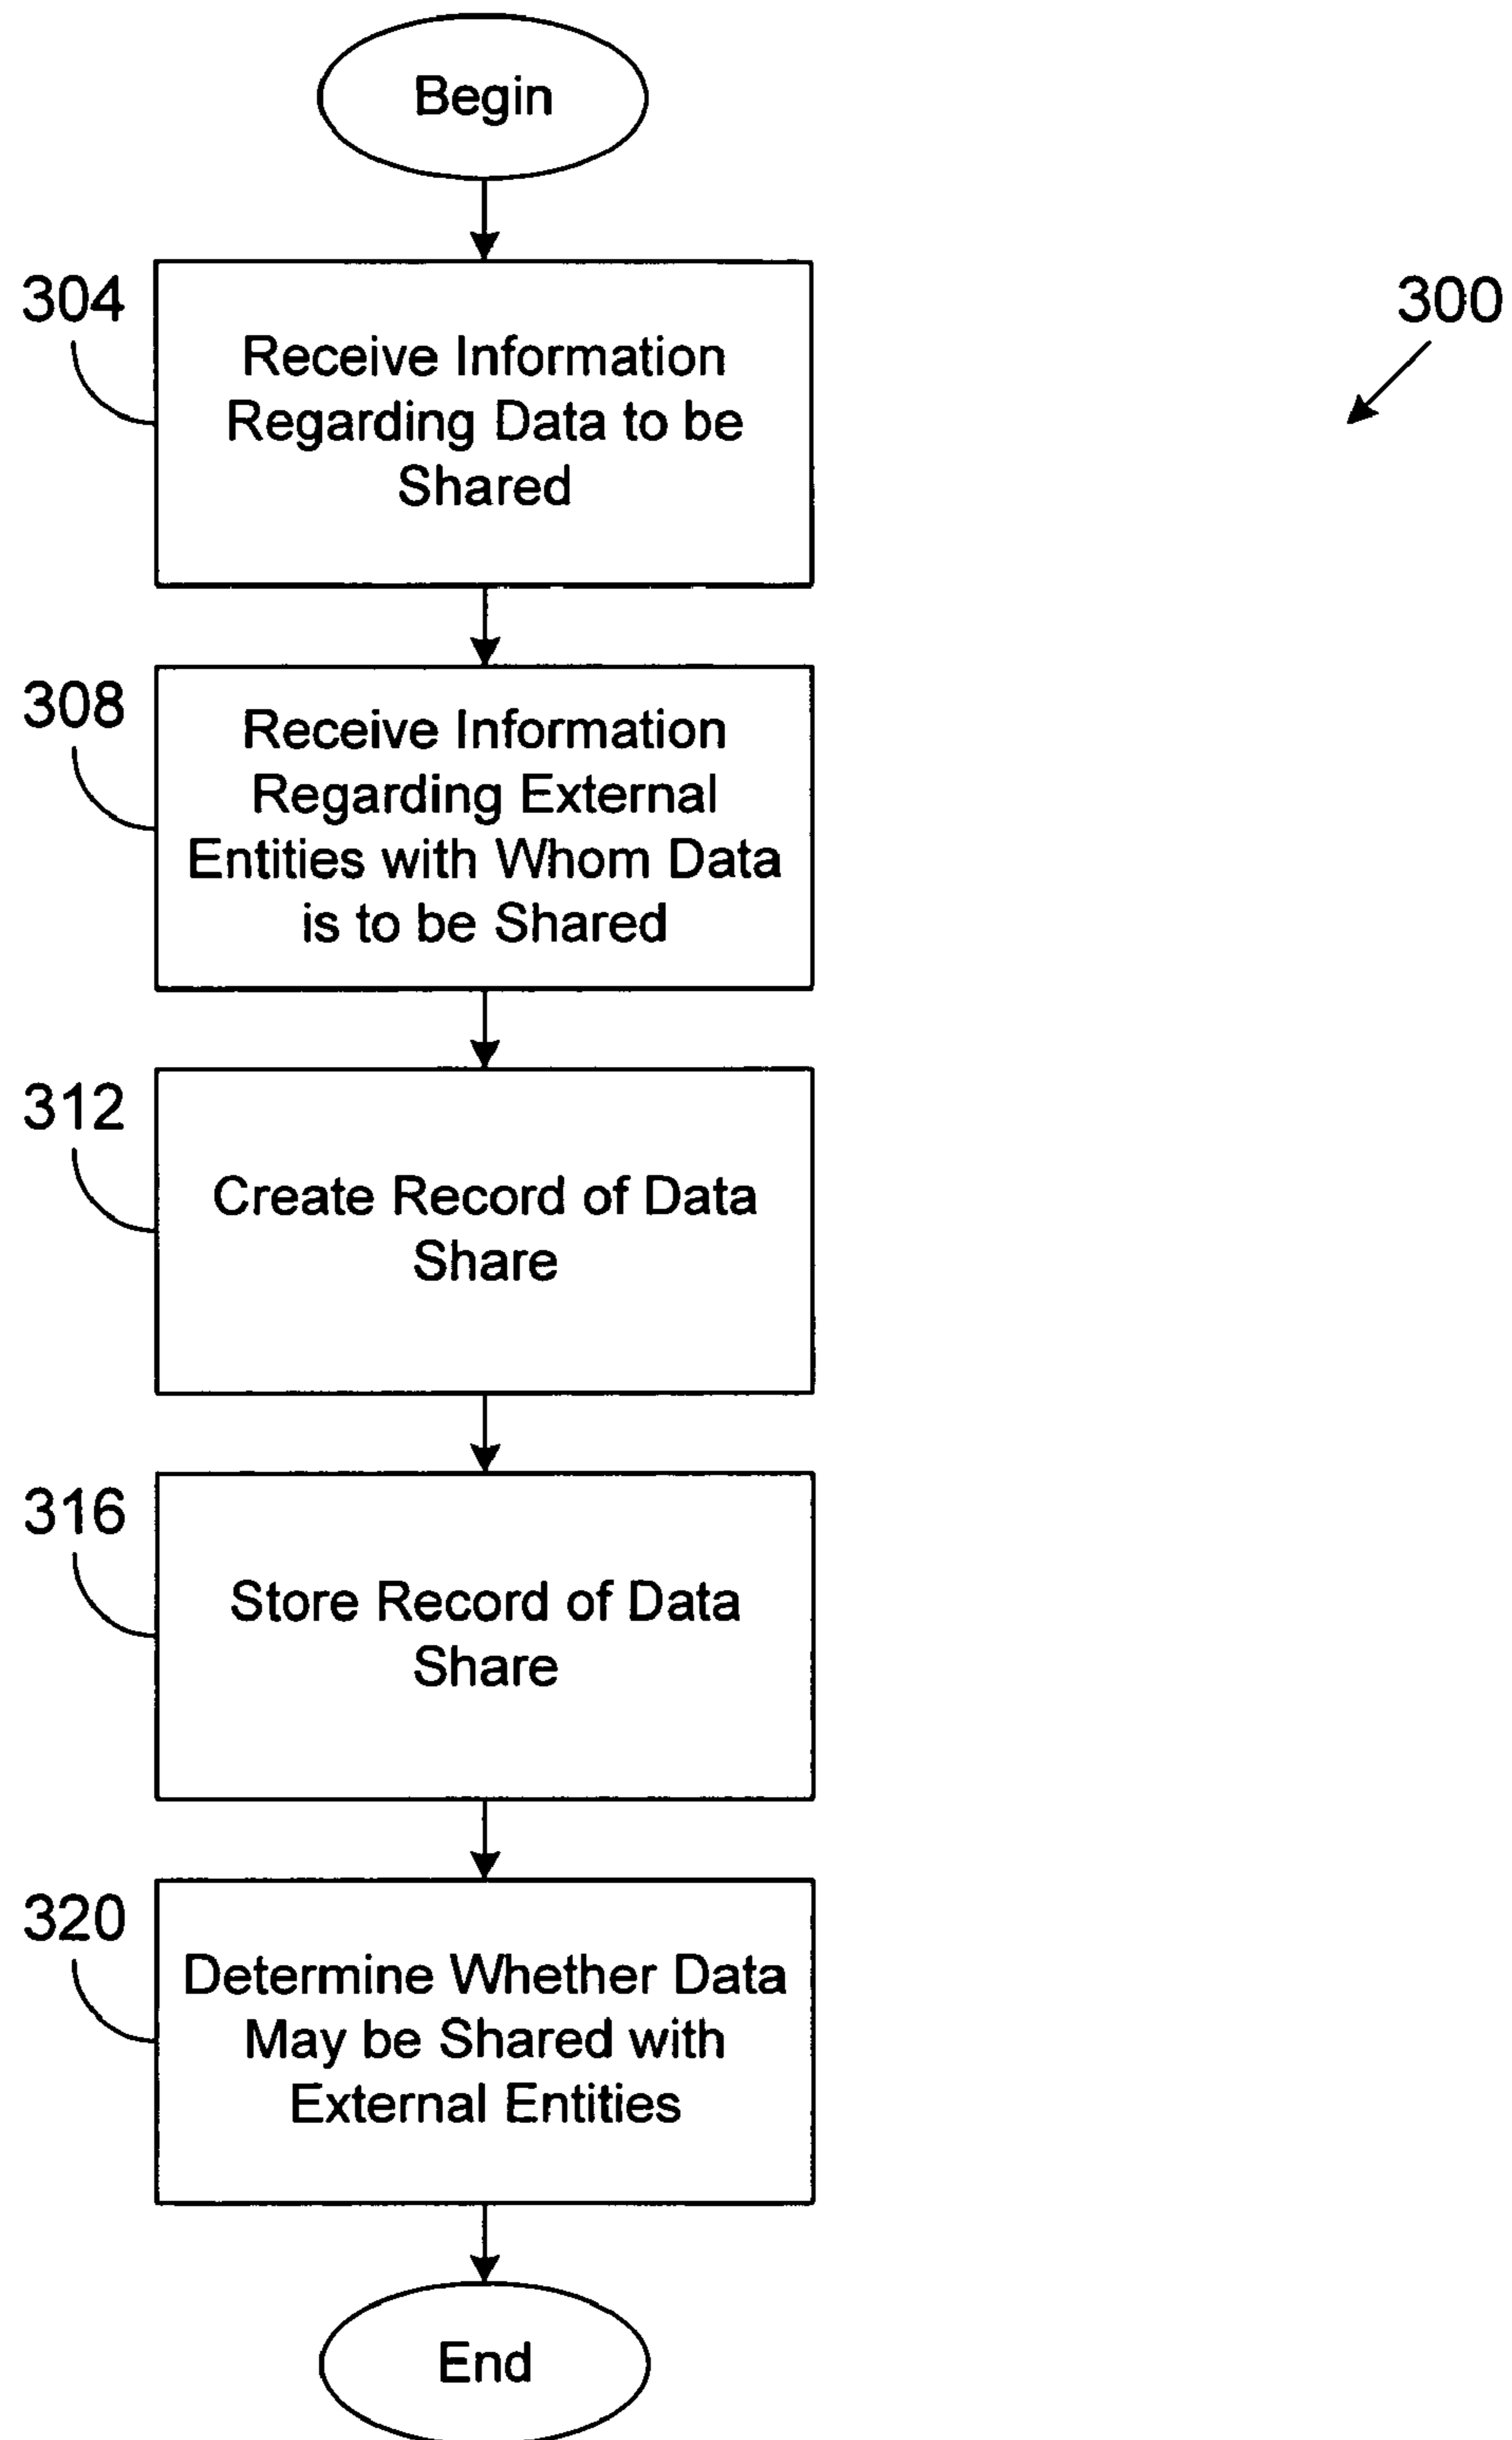 Begin
304
300
Receive Information
Regarding Data to be
Shared
308
Receive Information
Regarding External
Entities with Whom Data
is to be Shared
312
Create Record of Data
Share
316
Store Record of Data
Share
320
Determine Whether Data
May be Shared with
External Entities
End